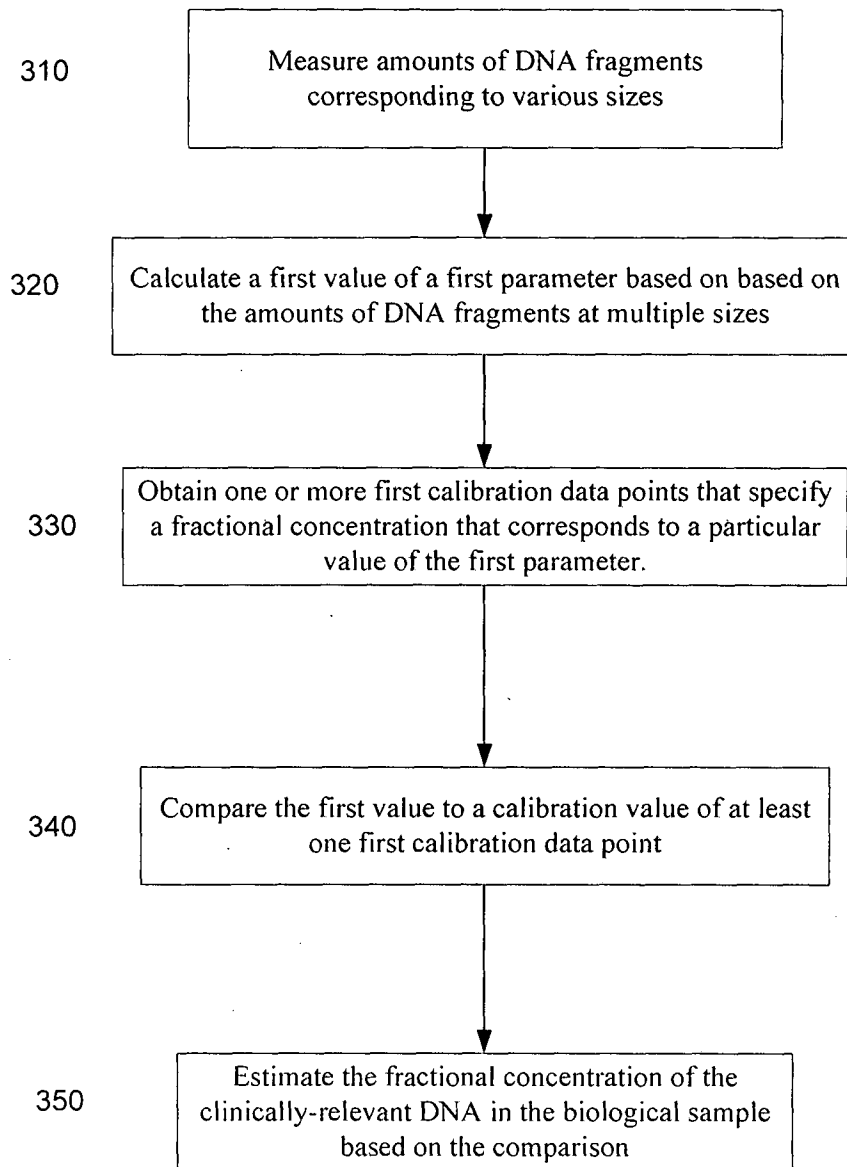 310
Measure amounts of DNA fragments
corresponding to various sizes
320
Calculate a first value of a first parameter based on based on
the amounts of DNA fragments at multiple sizes
330
Obtain one or more first calibration data points that specify
a fractional concentration that corresponds to a particular
value of the first parameter.
340
Compare the first value to a calibration value of at least
one first calibration data point
350
Estimate the fractional concentration of the
clinically-relevant DNA in the biological sample
based on the comparison